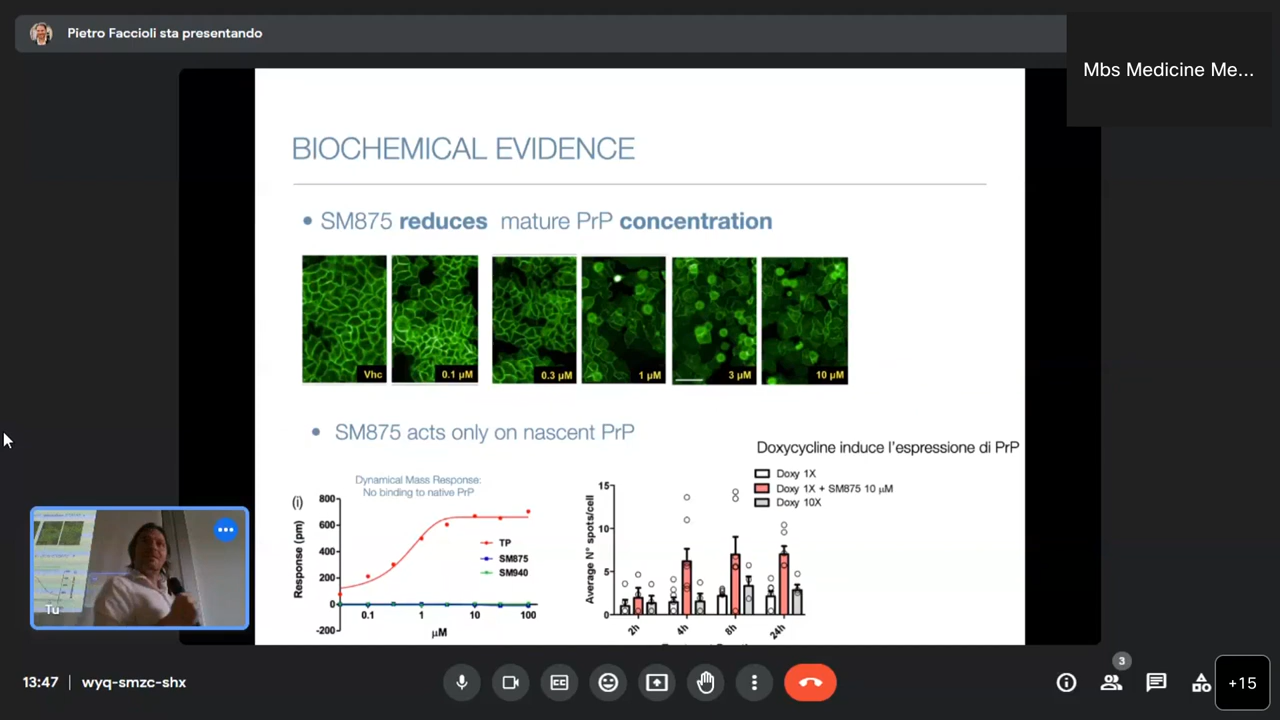 Pietro Faccioli sta presentando
Mbs Medicine Me...
BIOCHEMICAL EVIDENCE
• SM875 reduces mature PrP concentration
Vhc
0.1 µM
0.3 µM
1 µM
3 µM
10 µM
• SM875 acts only on nascent PrP
Doxycycline induce l'espressione di PrP
Dynamical Mass Response:
No binding to native PrP
(i)
Response (pm)
800
600
400
200
0
-200
TP
SM875
SM940
0.1
1
10
100
µM
Doxy 1X
Doxy 1X + SM875 10 µM
Doxy 10X
Average N° spots/cell
15
10
5
0
2h
4h
8h
24h
Tu
13:47
wyq-smzc-shx
3
+15